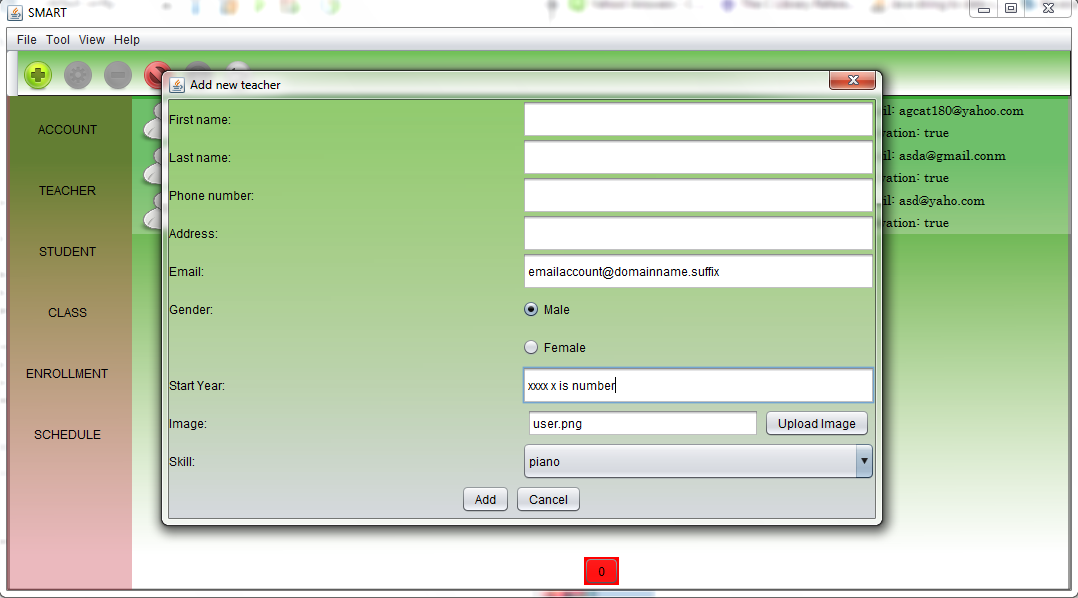 SMART
File Tool View Help
Add new teacher
ACCOUNT
TEACHER
STUDENT
CLASS
ENROLLMENT
SCHEDULE
First name:
Last name:
Phone number:
Address:
Email: emailaccount@domainname.suffix
Gender: Male
Female
Start Year: xxxx x is number
Image: user.png Upload Image
Skill: piano
Add Cancel
il: agcat180@yahoo.com
ation: true
il: asda@gmail.conm
ation: true
il: asd@yaho.com
ation: true
0